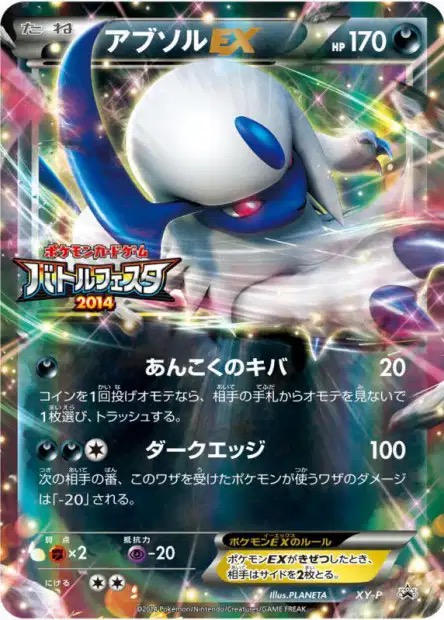 たね アブソルEX HP170
ポケモンカードゲーム
バトルフェスタ
2014
あんこくのキバ 20
コインを1回投げオモテなら、相手の手札からオモテを見ないで
1枚選び、トラッシュする。
ダークエッジ 100
次の相手の番、このワザを受けたポケモンが使うワザのダメージ
は「-20」される。
弱点 ×2 抵抗力 -20
にげる
ポケモンEXのルール
ポケモンEXがきぜつしたとき、
相手はサイドを2枚とる。
Illus.PLANETA XY-P
©2014 Pokémon/Nintendo/Creatures/GAME FREAK